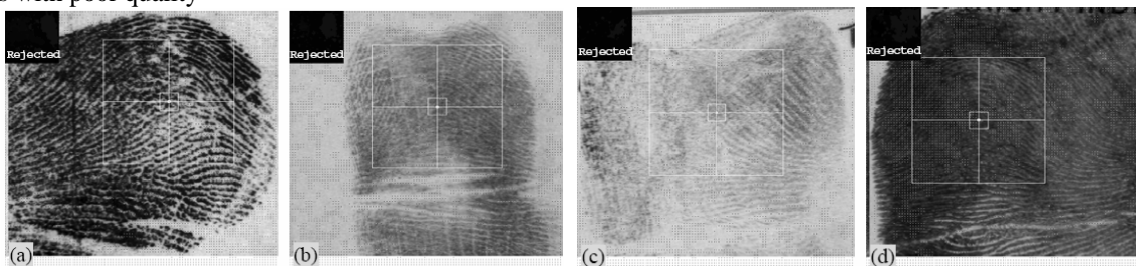 with poor quality
Rejected
Rejected
Rejected
Rejected
(a)
(b)
(c)
(d)